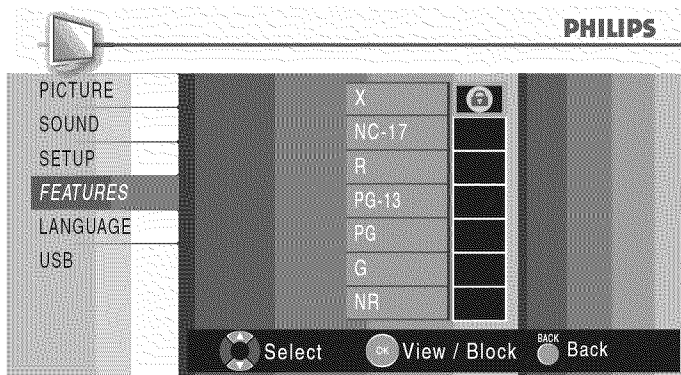 PHILIPS
PICTURE
SOUND
SETUP
FEATURES
LANGUAGE
USB
X
NC-17
R
PG-13
PG
G
NR
Select
OK View / Block
BACK Back